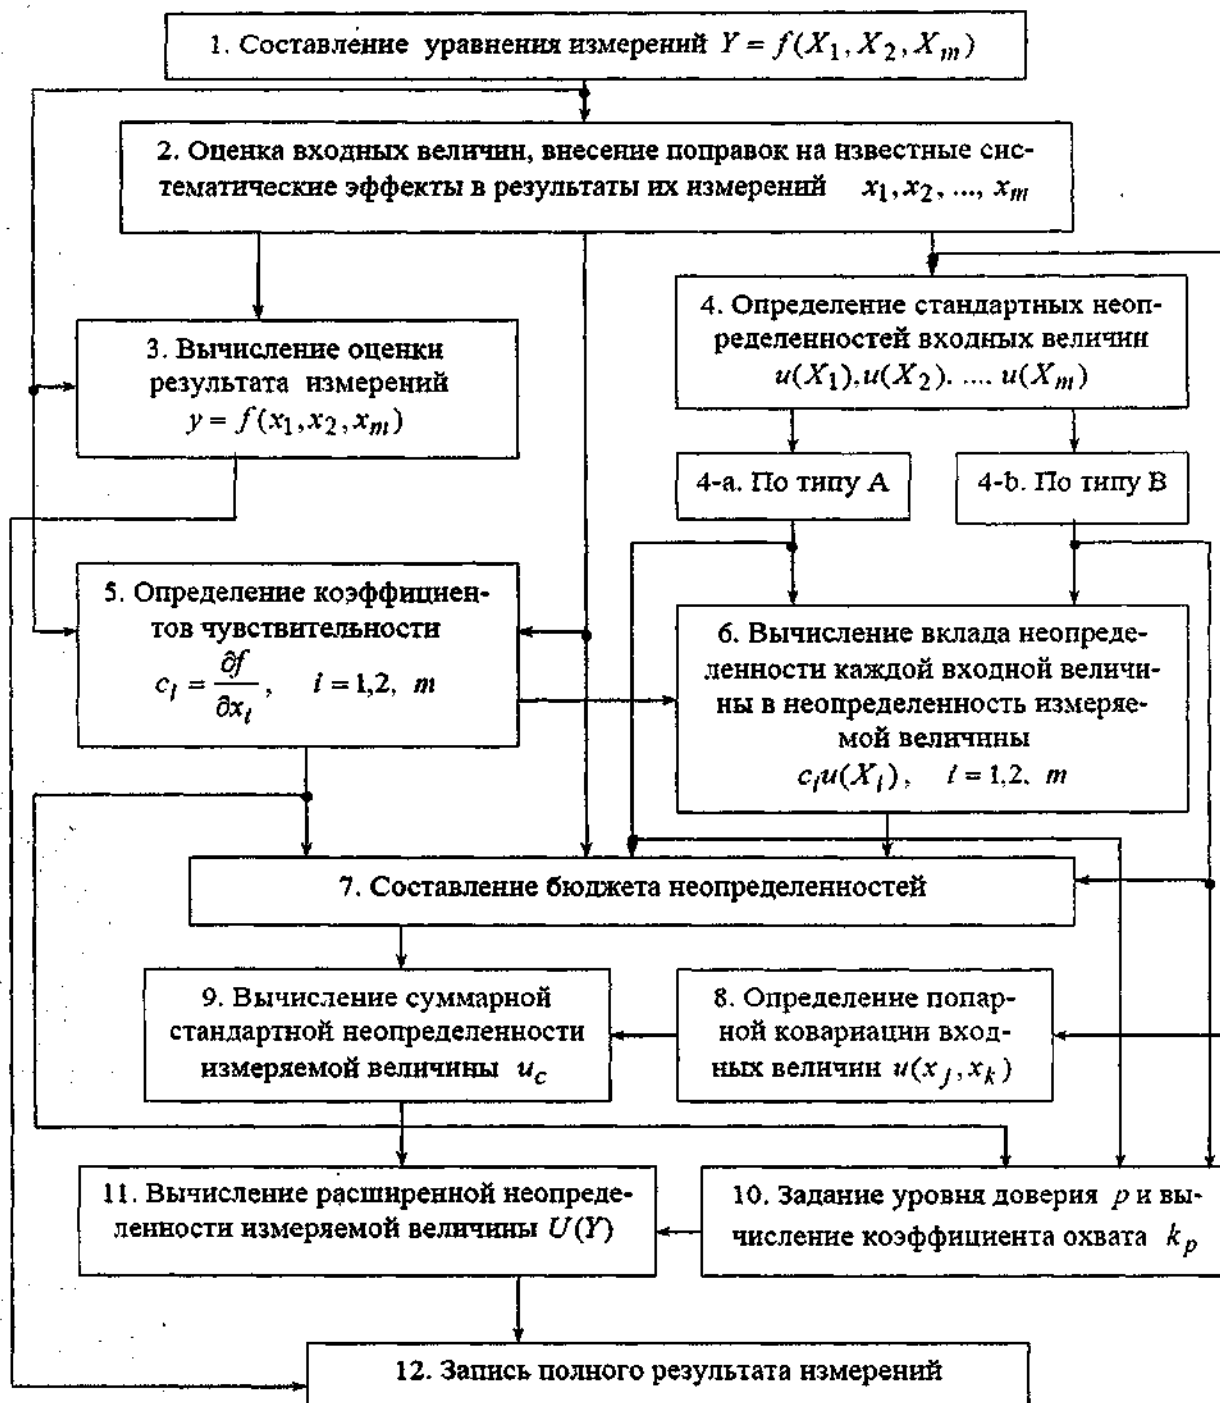 1. Составление уравнения измерений Y = f(X₁, X₂, Xₘ)
2. Оценка входных величин, внесение поправок на известные сис-
тематические эффекты в результаты их измерений x₁, x₂, ..., xₘ
3. Вычисление оценки
результата измерений
y = f(x₁, x₂, xₘ)
4. Определение стандартных неоп-
ределенностей входных величин
u(X₁), u(X₂). .... u(Xₘ)
4-a. По типу А
4-b. По типу В
5. Определение коэффициен-
тов чувствительности
cᵢ = ∂f/∂xᵢ, i = 1,2, m
6. Вычисление вклада неопреде-
ленности каждой входной величи-
ны в неопределенность измеряе-
мой величины
cᵢu(Xᵢ), i = 1,2, m
7. Составление бюджета неопределенностей
9. Вычисление суммарной
стандартной неопределенности
измеряемой величины u_c
8. Определение попар-
ной ковариации вход-
ных величин u(xⱼ, xₖ)
11. Вычисление расширенной неопреде-
ленности измеряемой величины U(Y)
10. Задание уровня доверия p и вы-
числение коэффициента охвата kₚ
12. Запись полного результата измерений